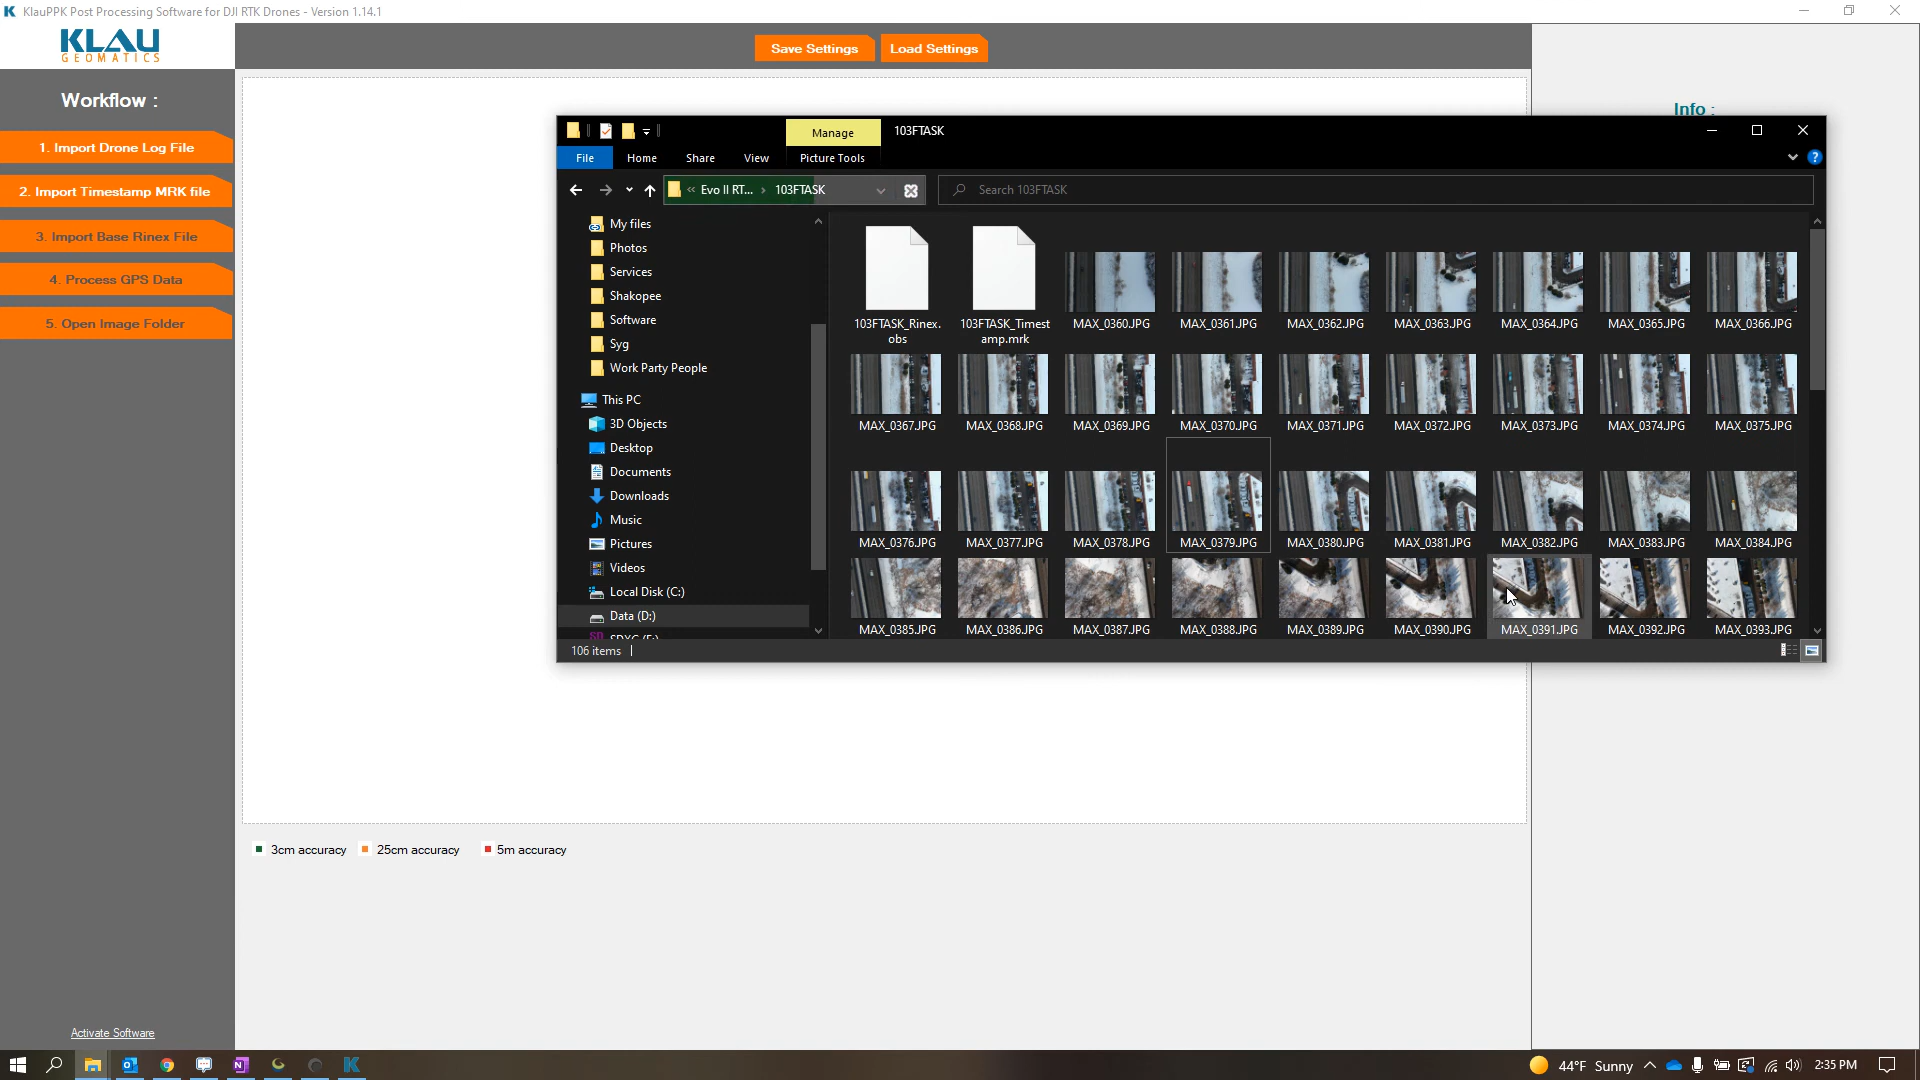 KlauPPK Post Processing Software for DJI RTK Drones - Version 1.14.1
KLAU
GEOMATICS
Save Settings
Load Settings
Workflow :
1. Import Drone Log File
2. Import Timestamp MRK file
3. Import Base Rinex File
4. Process GPS Data
5. Open Image Folder
Info :
Manage
103FTASK
File
Home
Share
View
Picture Tools
« Evo II RT... › 103FTASK
Search 103FTASK
My files
Photos
Services
Shakopee
Software
Syg
Work Party People
This PC
3D Objects
Desktop
Documents
Downloads
Music
Pictures
Videos
Local Disk (C:)
Data (D:)
103FTASK_Rinex.
obs
103FTASK_Timest
amp.mrk
MAX_0360.JPG
MAX_0361.JPG
MAX_0362.JPG
MAX_0363.JPG
MAX_0364.JPG
MAX_0365.JPG
MAX_0366.JPG
MAX_0367.JPG
MAX_0368.JPG
MAX_0369.JPG
MAX_0370.JPG
MAX_0371.JPG
MAX_0372.JPG
MAX_0373.JPG
MAX_0374.JPG
MAX_0375.JPG
MAX_0376.JPG
MAX_0377.JPG
MAX_0378.JPG
MAX_0379.JPG
MAX_0380.JPG
MAX_0381.JPG
MAX_0382.JPG
MAX_0383.JPG
MAX_0384.JPG
MAX_0385.JPG
MAX_0386.JPG
MAX_0387.JPG
MAX_0388.JPG
MAX_0389.JPG
MAX_0390.JPG
MAX_0391.JPG
MAX_0392.JPG
MAX_0393.JPG
106 items
3cm accuracy
25cm accuracy
5m accuracy
Activate Software
44°F Sunny
2:35 PM